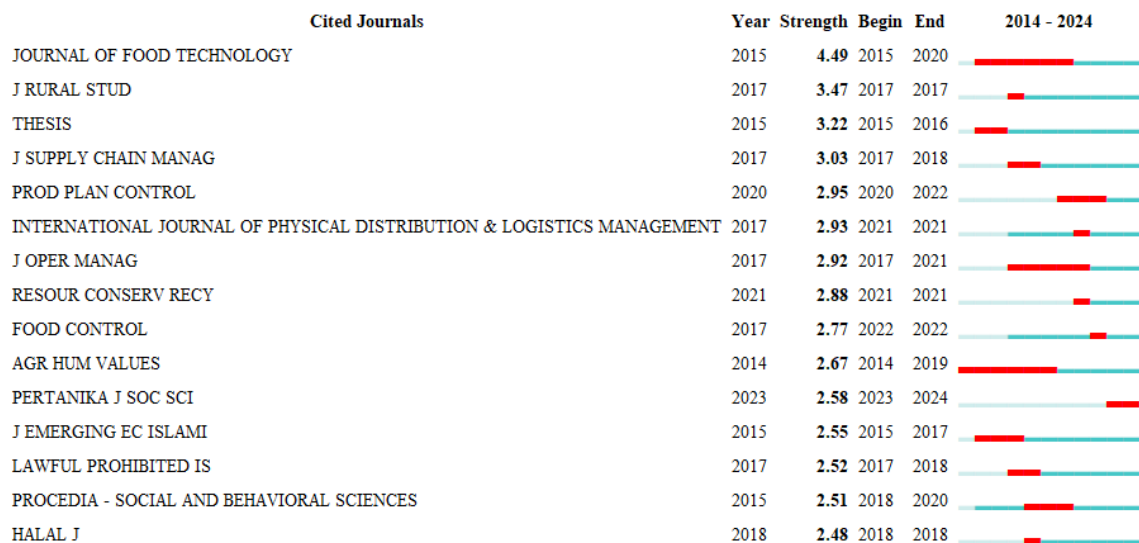 Cited Journals Year Strength Begin End 2014 - 2024
JOURNAL OF FOOD TECHNOLOGY 2015 4.49 2015 2020
J RURAL STUD 2017 3.47 2017 2017
THESIS 2015 3.22 2015 2016
J SUPPLY CHAIN MANAG 2017 3.03 2017 2018
PROD PLAN CONTROL 2020 2.95 2020 2022
INTERNATIONAL JOURNAL OF PHYSICAL DISTRIBUTION & LOGISTICS MANAGEMENT 2017 2.93 2021 2021
J OPER MANAG 2017 2.92 2017 2021
RESOUR CONSERV RECY 2021 2.88 2021 2021
FOOD CONTROL 2017 2.77 2022 2022
AGR HUM VALUES 2014 2.67 2014 2019
PERTANIKA J SOC SCI 2023 2.58 2023 2024
J EMERGING EC ISLAMI 2015 2.55 2015 2017
LAWFUL PROHIBITED IS 2017 2.52 2017 2018
PROCEDIA - SOCIAL AND BEHAVIORAL SCIENCES 2015 2.51 2018 2020
HALAL J 2018 2.48 2018 2018